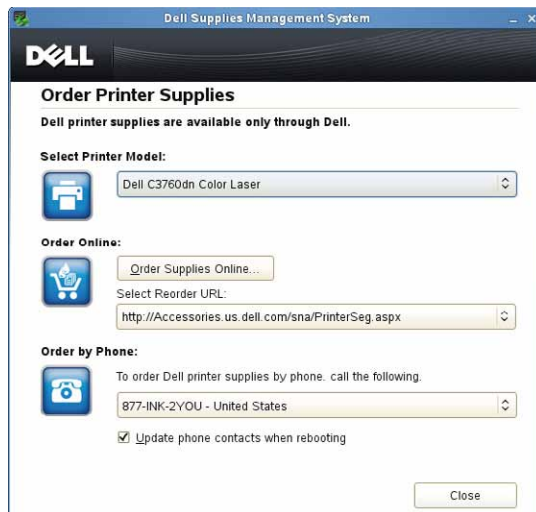 Dell Supplies Management System
DELL
Order Printer Supplies
Dell printer supplies are available only through Dell.
Select Printer Model:
Dell C3760dn Color Laser
Order Online:
Order Supplies Online...
Select Reorder URL:
http://Accessories.us.dell.com/sna/PrinterSeg.aspx
Order by Phone:
To order Dell printer supplies by phone. call the following.
877-INK-2YOU - United States
Update phone contacts when rebooting
Close